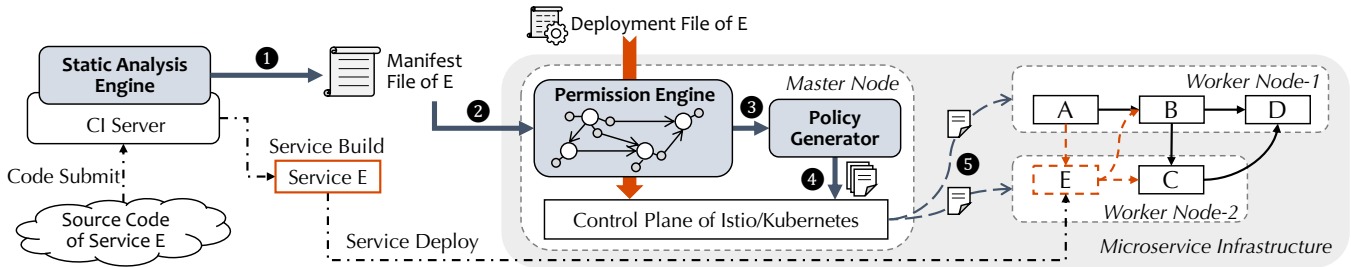 Static Analysis
Engine
CI Server
Code Submit
Source Code
of Service E
1
Manifest
File of E
Service Build
Service E
Service Deploy
2
Deployment File of E
Master Node
Permission Engine
3
Policy
Generator
4
Control Plane of Istio/Kubernetes
5
Worker Node-1
A
B
D
E
C
Worker Node-2
Microservice Infrastructure